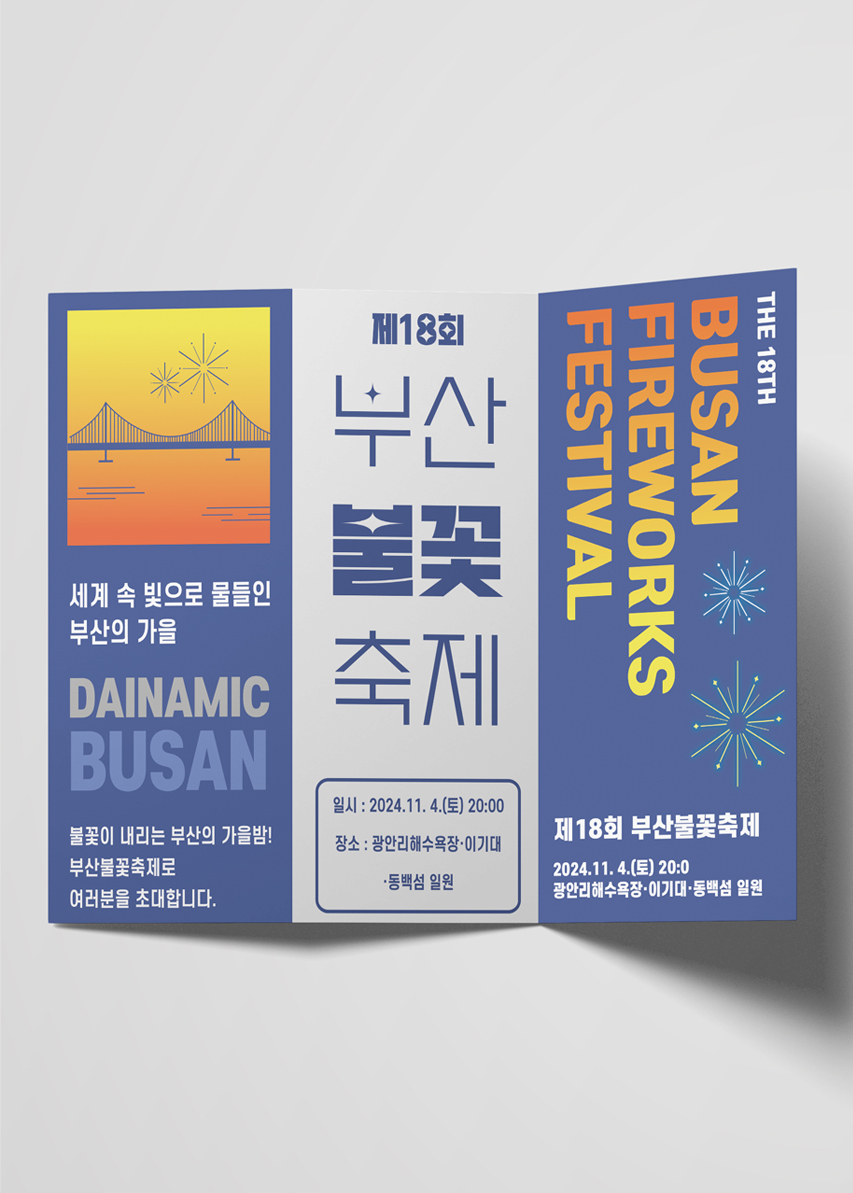 세계 속 빛으로 물들인
부산의 가을
DAINAMIC
BUSAN
불꽃이 내리는 부산의 가을밤!
부산불꽃축제로
여러분을 초대합니다.
제18회
부산
불꽃
축제
일시 : 2024.11. 4.(토) 20:00
장소 : 광안리해수욕장·이기대
·동백섬 일원
THE 18TH
BUSAN
FIREWORKS
FESTIVAL
제18회 부산불꽃축제
2024.11. 4.(토) 20:0
광안리해수욕장·이기대·동백섬 일원